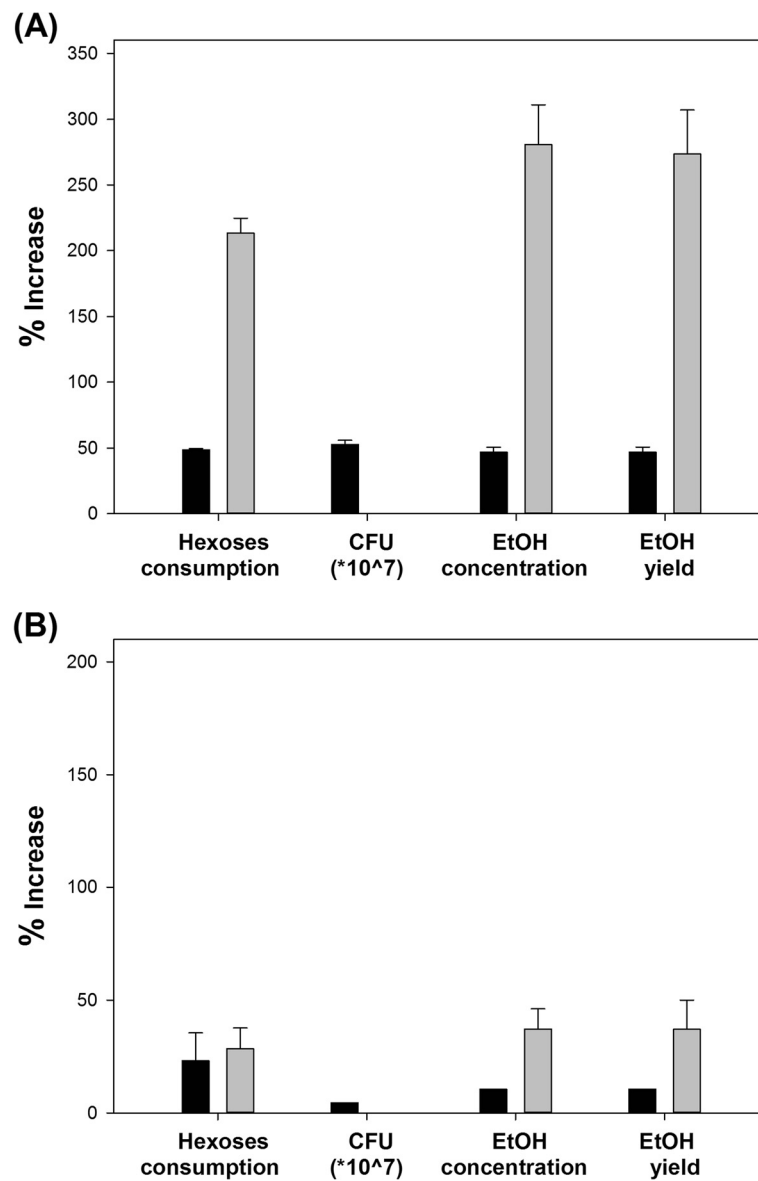 (A)
350
300
250
200
150
100
50
0
% Increase
Hexoses CFU EtOH EtOH
consumption (*10^7) concentration yield
(B)
200
150
100
50
0
% Increase
Hexoses CFU EtOH EtOH
consumption (*10^7) concentration yield